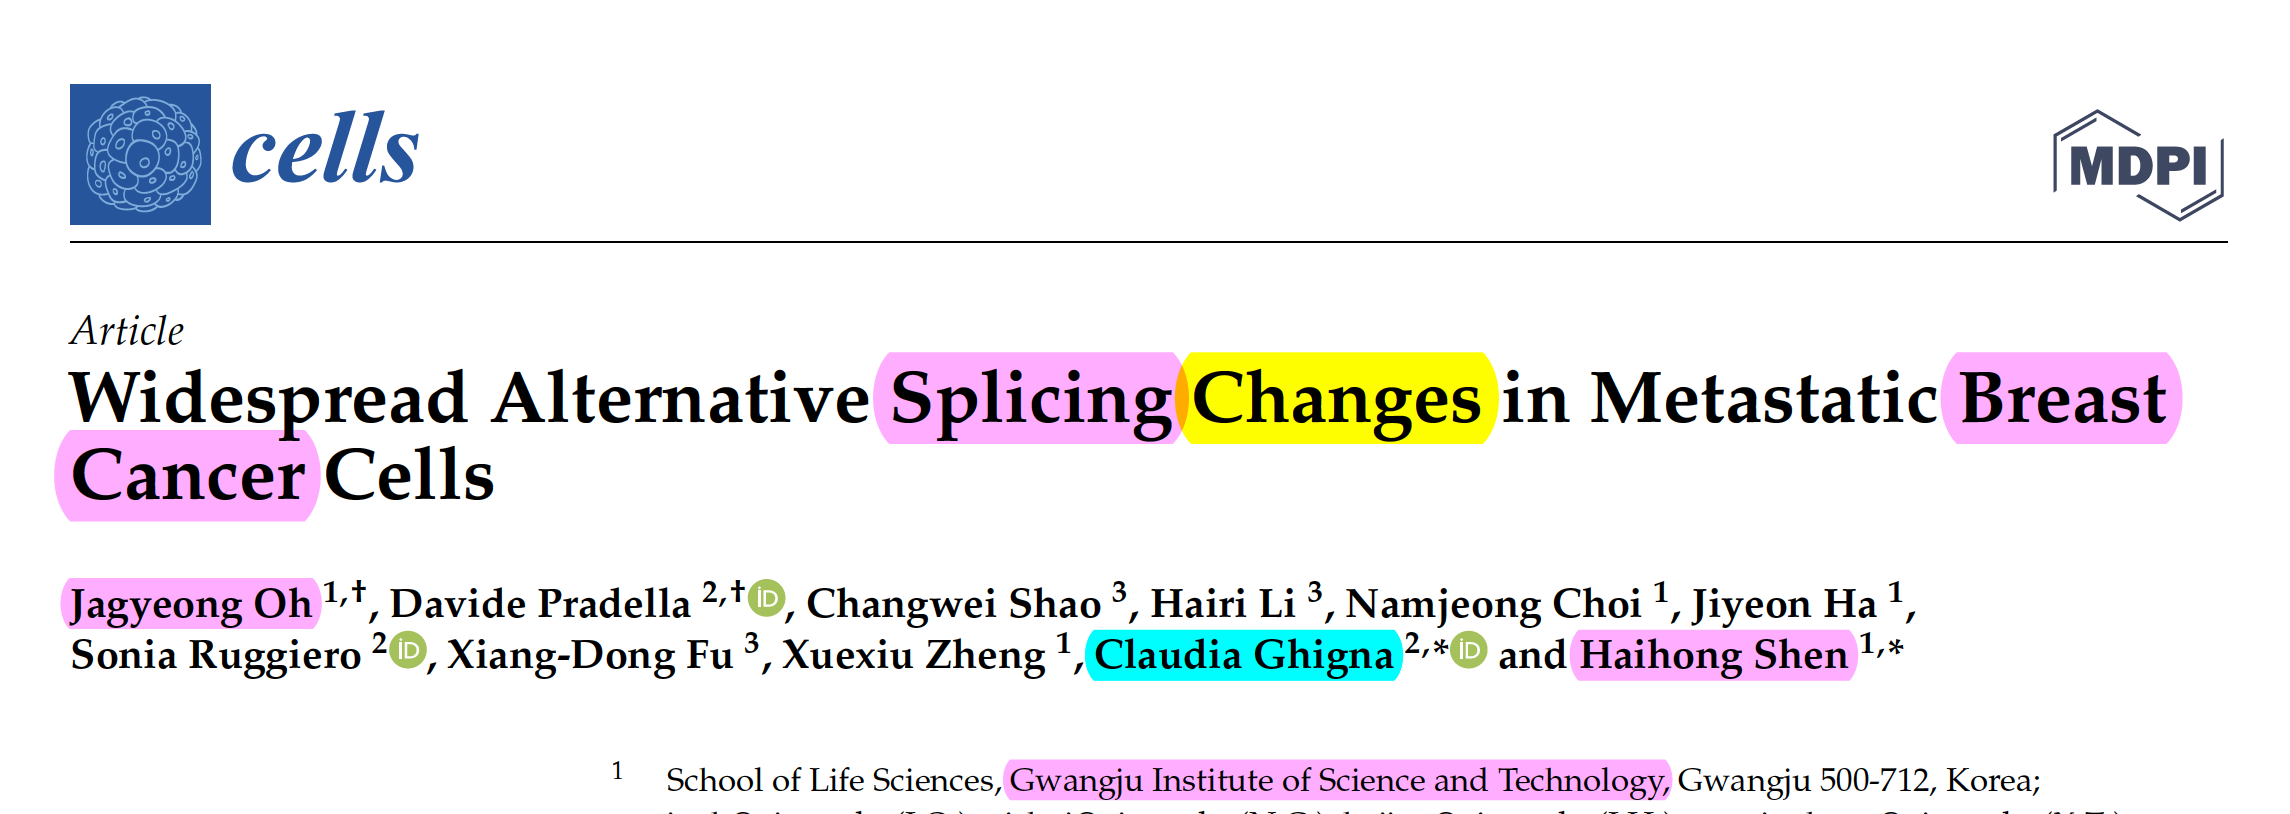 cells
MDPI
Article
Widespread Alternative Splicing Changes in Metastatic Breast
Cancer Cells
Jagyeong Oh 1,†, Davide Pradella 2,† iD, Changwei Shao 3, Hairi Li 3, Namjeong Choi 1, Jiyeon Ha 1,
Sonia Ruggiero 2 iD, Xiang-Dong Fu 3, Xuexiu Zheng 1, Claudia Ghigna 2,* iD and Haihong Shen 1,*
1 School of Life Sciences, Gwangju Institute of Science and Technology, Gwangju 500-712, Korea;